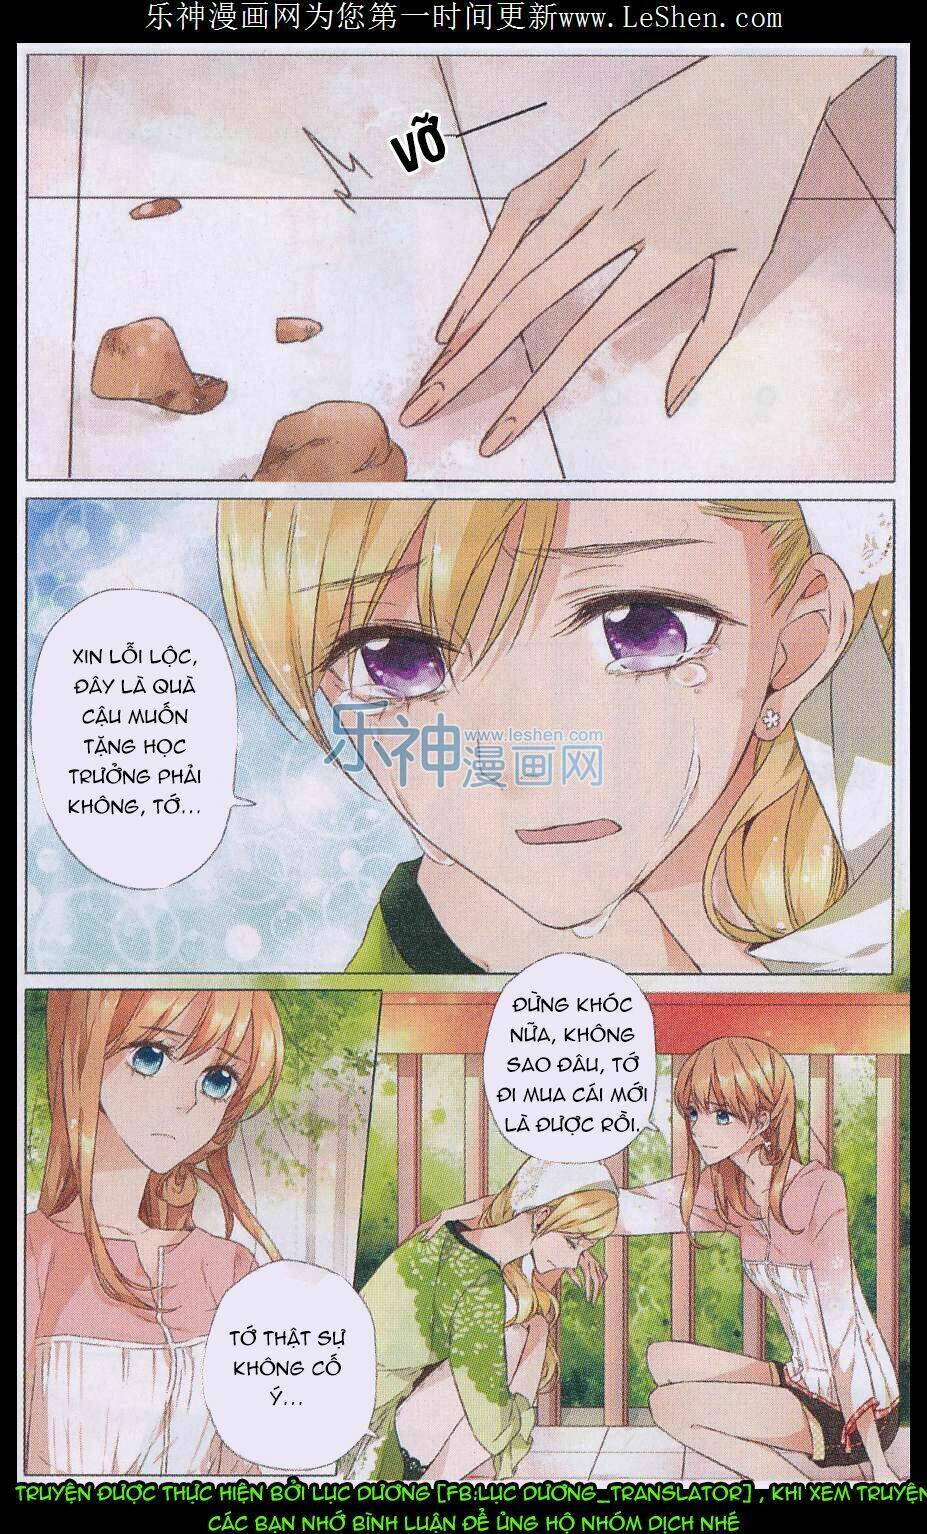 乐神漫画网为您第一时间更新www.LeShen.com
VỠ
XIN LỖI LỘC,
ĐÂY LÀ QUÀ
CẬU MUỐN
TẶNG HỌC
TRƯỞNG PHẢI
KHÔNG, TỚ...
乐神 www.leshen.com
漫画网
ĐỪNG KHÓC
NỮA, KHÔNG
SAO ĐÂU, TỚ
ĐI MUA CÁI MỚI
LÀ ĐƯỢC RỒI.
TỚ THẬT SỰ
KHÔNG CỐ
Ý...
TRUYỆN ĐƯỢC THỰC HIỆN BỞI LỤC DƯƠNG [FB:LỤC DƯƠNG_TRANSLATOR] , KHI XEM TRUYỆN
CÁC BẠN NHỚ BÌNH LUẬN ĐỂ ỦNG HỘ NHÓM DỊCH NHÉ